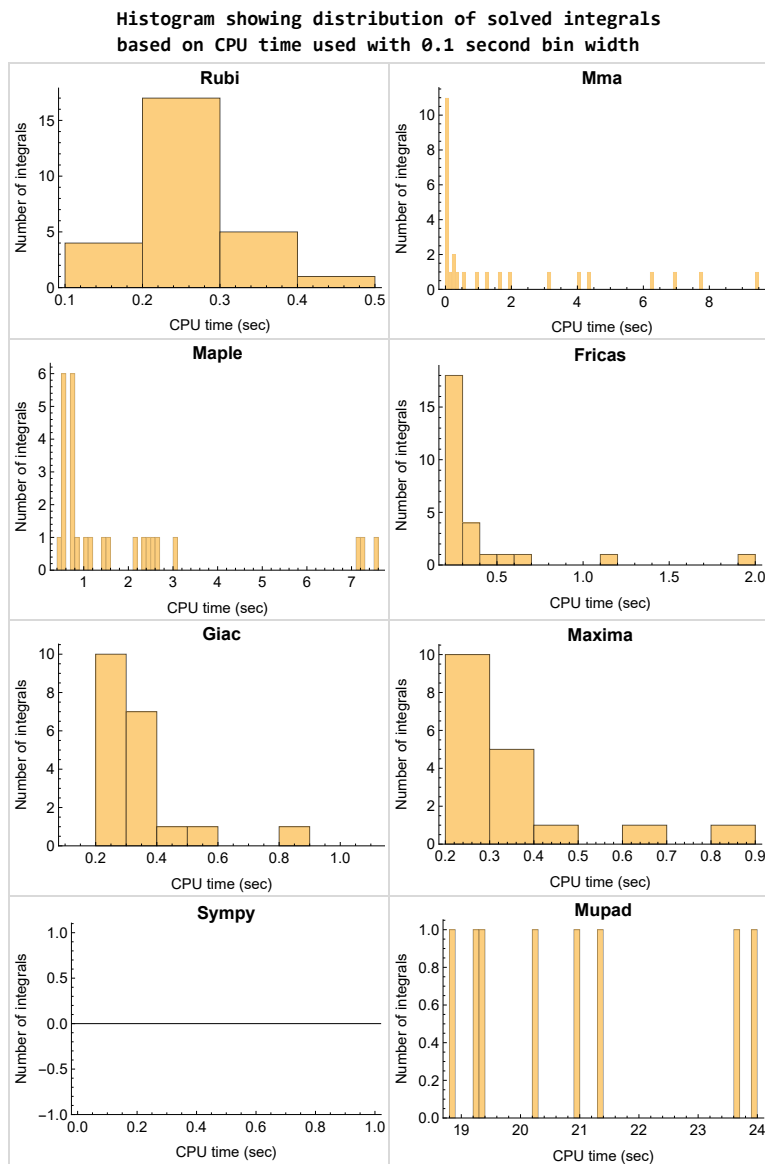 Histogram showing distribution of solved integrals
based on CPU time used with 0.1 second bin width
Rubi
Number of integrals
15
10
5
0
0.1 0.2 0.3 0.4 0.5
CPU time (sec)
Mma
Number of integrals
10
8
6
4
2
0
0 2 4 6 8
CPU time (sec)
Maple
Number of integrals
6
5
4
3
2
1
0
1 2 3 4 5 6 7
CPU time (sec)
Fricas
Number of integrals
15
10
5
0
0.5 1.0 1.5 2.0
CPU time (sec)
Giac
Number of integrals
10
8
6
4
2
0
0.2 0.4 0.6 0.8 1.0
CPU time (sec)
Maxima
Number of integrals
10
8
6
4
2
0
0.2 0.3 0.4 0.5 0.6 0.7 0.8 0.9
CPU time (sec)
Sympy
Number of integrals
1.0
0.5
0.0
−0.5
−1.0
0.0 0.2 0.4 0.6 0.8 1.0
CPU time (sec)
Mupad
Number of integrals
1.0
0.8
0.6
0.4
0.2
0.0
19 20 21 22 23 24
CPU time (sec)